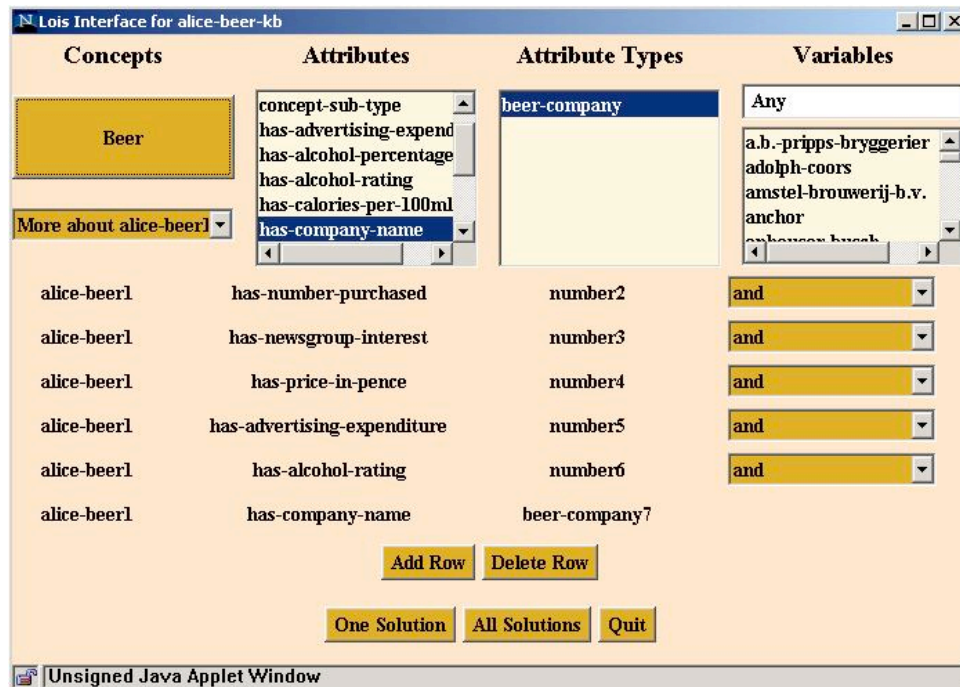 Lois Interface for alice-beer-kb
Concepts Attributes Attribute Types Variables
Beer
concept-sub-type
has-advertising-expend
has-alcohol-percentage
has-alcohol-rating
has-calories-per-100ml
has-company-name
beer-company
Any
a.b.-pripps-bryggerier
adolph-coors
amstel-brouwerij-b.v.
anchor
More about alice-beer1
alice-beer1 has-number-purchased number2 and
alice-beer1 has-newsgroup-interest number3 and
alice-beer1 has-price-in-pence number4 and
alice-beer1 has-advertising-expenditure number5 and
alice-beer1 has-alcohol-rating number6 and
alice-beer1 has-company-name beer-company7
Add Row Delete Row
One Solution All Solutions Quit
Unsigned Java Applet Window